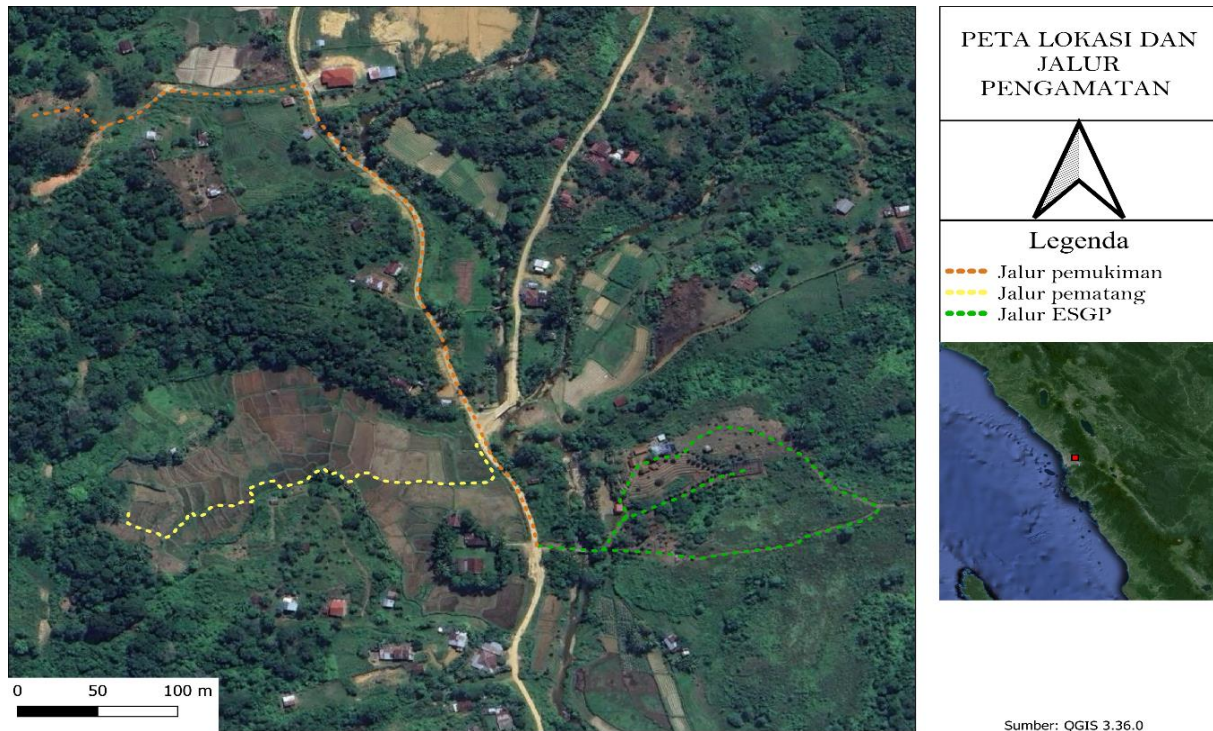 PETA LOKASI DAN
JALUR
PENGAMATAN
Legenda
Jalur pemukiman
Jalur pematang
Jalur ESGP
0 50 100 m
Sumber: QGIS 3.36.0